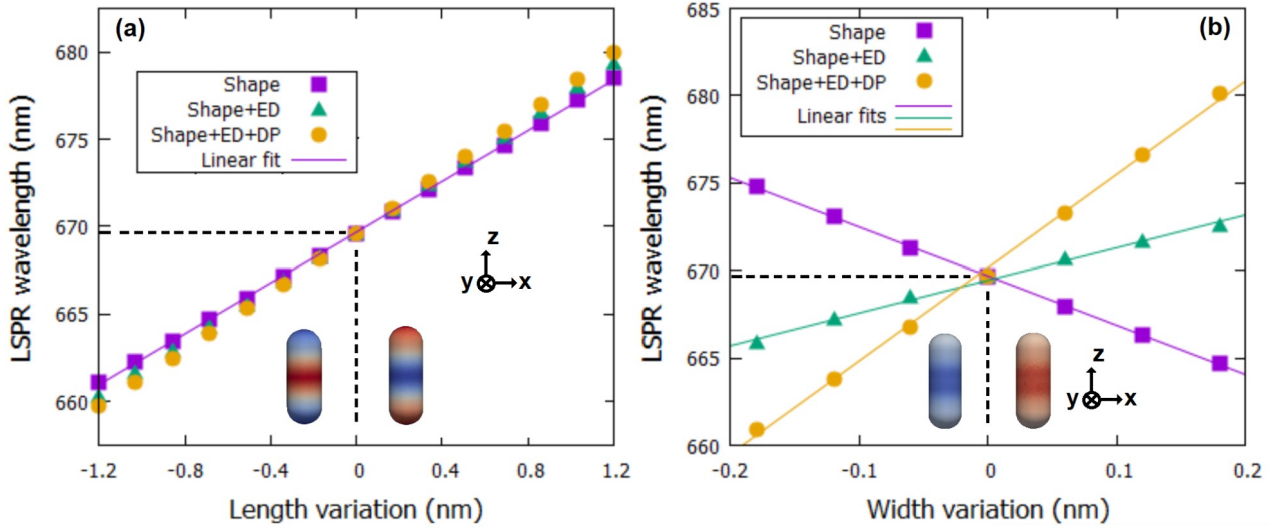 (a)
LSPR wavelength (nm)
680
675
670
665
660
Shape
Shape+ED
Shape+ED+DP
Linear fit
z
y x
-1.2 -0.8 -0.4 0 0.4 0.8 1.2
Length variation (nm)
(b)
LSPR wavelength (nm)
685
680
675
670
665
660
Shape
Shape+ED
Shape+ED+DP
Linear fits
z
y x
-0.2 -0.1 0 0.1 0.2
Width variation (nm)